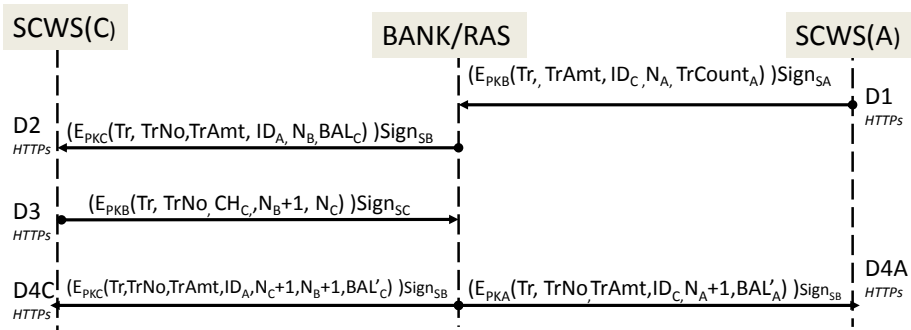 SCWS(C)
BANK/RAS
SCWS(A)
(E_PKB(Tr, TrAmt, ID_C, N_A, TrCount_A) )Sign_SA
D1
HTTPs
D2
HTTPs
(E_PKC(Tr, TrNo,TrAmt, ID_A, N_B, BAL_C) )Sign_SB
D3
HTTPs
(E_PKB(Tr, TrNo, CH_C,,N_B+1, N_C) )Sign_SC
D4C
HTTPs
(E_PKC(Tr,TrNo,TrAmt,ID_A,N_C+1,N_B+1,BAL'_C) )Sign_SB
(E_PKA(Tr, TrNo,TrAmt,ID_C,N_A+1,BAL'_A) )Sign_SB
D4A
HTTPs